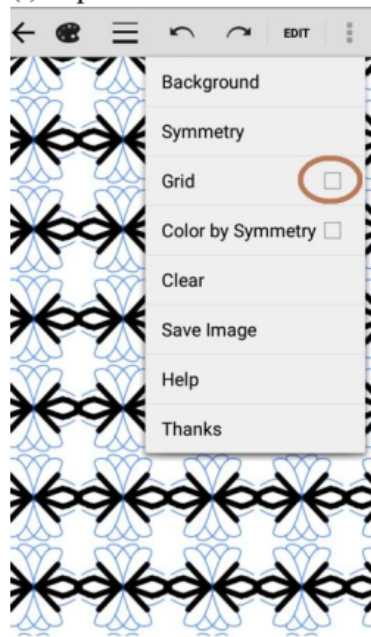 EDIT
Background
Symmetry
Grid
Color by Symmetry
Clear
Save Image
Help
Thanks